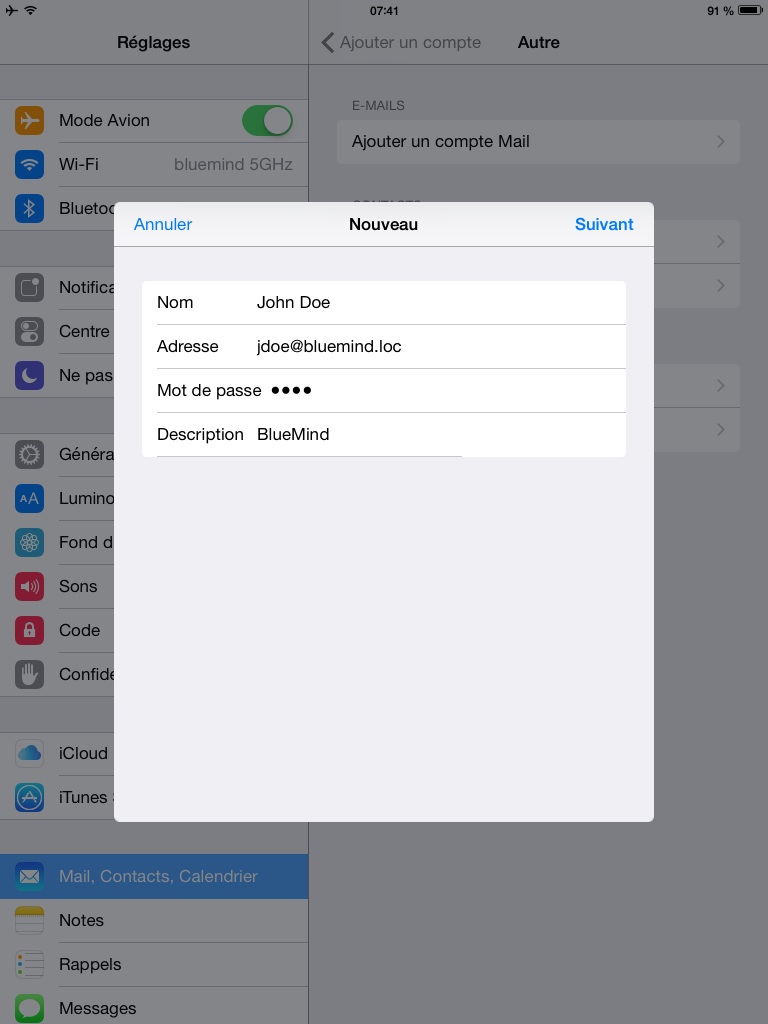 07:41
91 %
Réglages
Ajouter un compte
Autre
Mode Avion
Wi-Fi
bluemind 5GHz
Bluetoo
Notifica
Centre
Ne pas
Généra
Lumino
Fond d
Sons
Code
Confide
iCloud
iTunes
Mail, Contacts, Calendrier
Notes
Rappels
Messages
E-MAILS
Ajouter un compte Mail
CONTACTS
Annuler
Nouveau
Suivant
Nom John Doe
Adresse jdoe@bluemind.loc
Mot de passe ●●●●
Description BlueMind